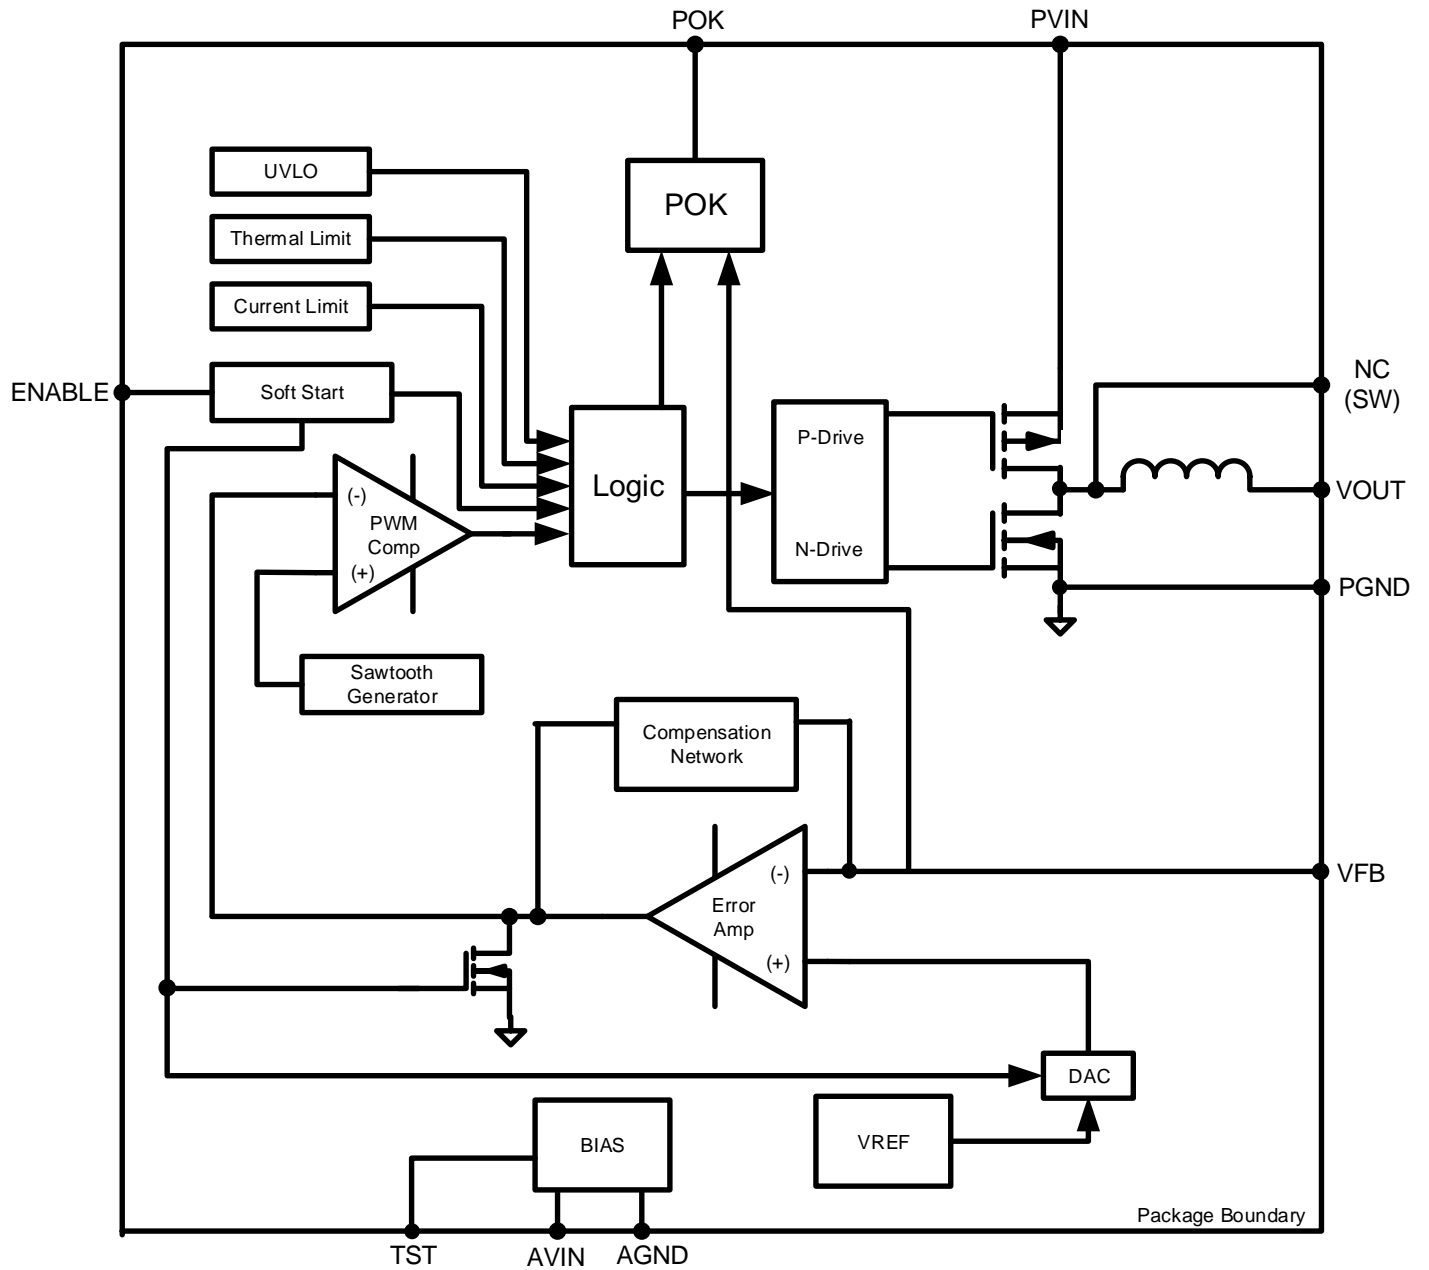 POK
PVIN
UVLO
Thermal Limit
POK
Current Limit
ENABLE
Soft Start
NC
(SW)
P-Drive
Logic
(-)
PWM
Comp
(+)
N-Drive
VOUT
PGND
Sawtooth
Generator
Compensation
Network
(-)
VFB
Error
Amp
(+)
DAC
BIAS
VREF
Package Boundary
TST
AVIN
AGND